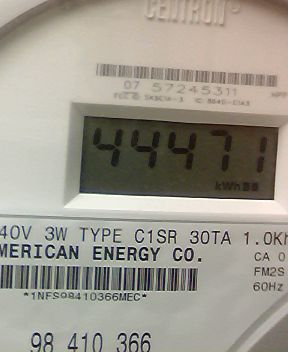 CENTRON®
07 57245311
44471
kWh
40V 3W TYPE C1SR 30TA 1.0Kh
MERICAN ENERGY CO.
CA 0
FM2S
60Hz
*1NFS98410366MEC*
98 410 366